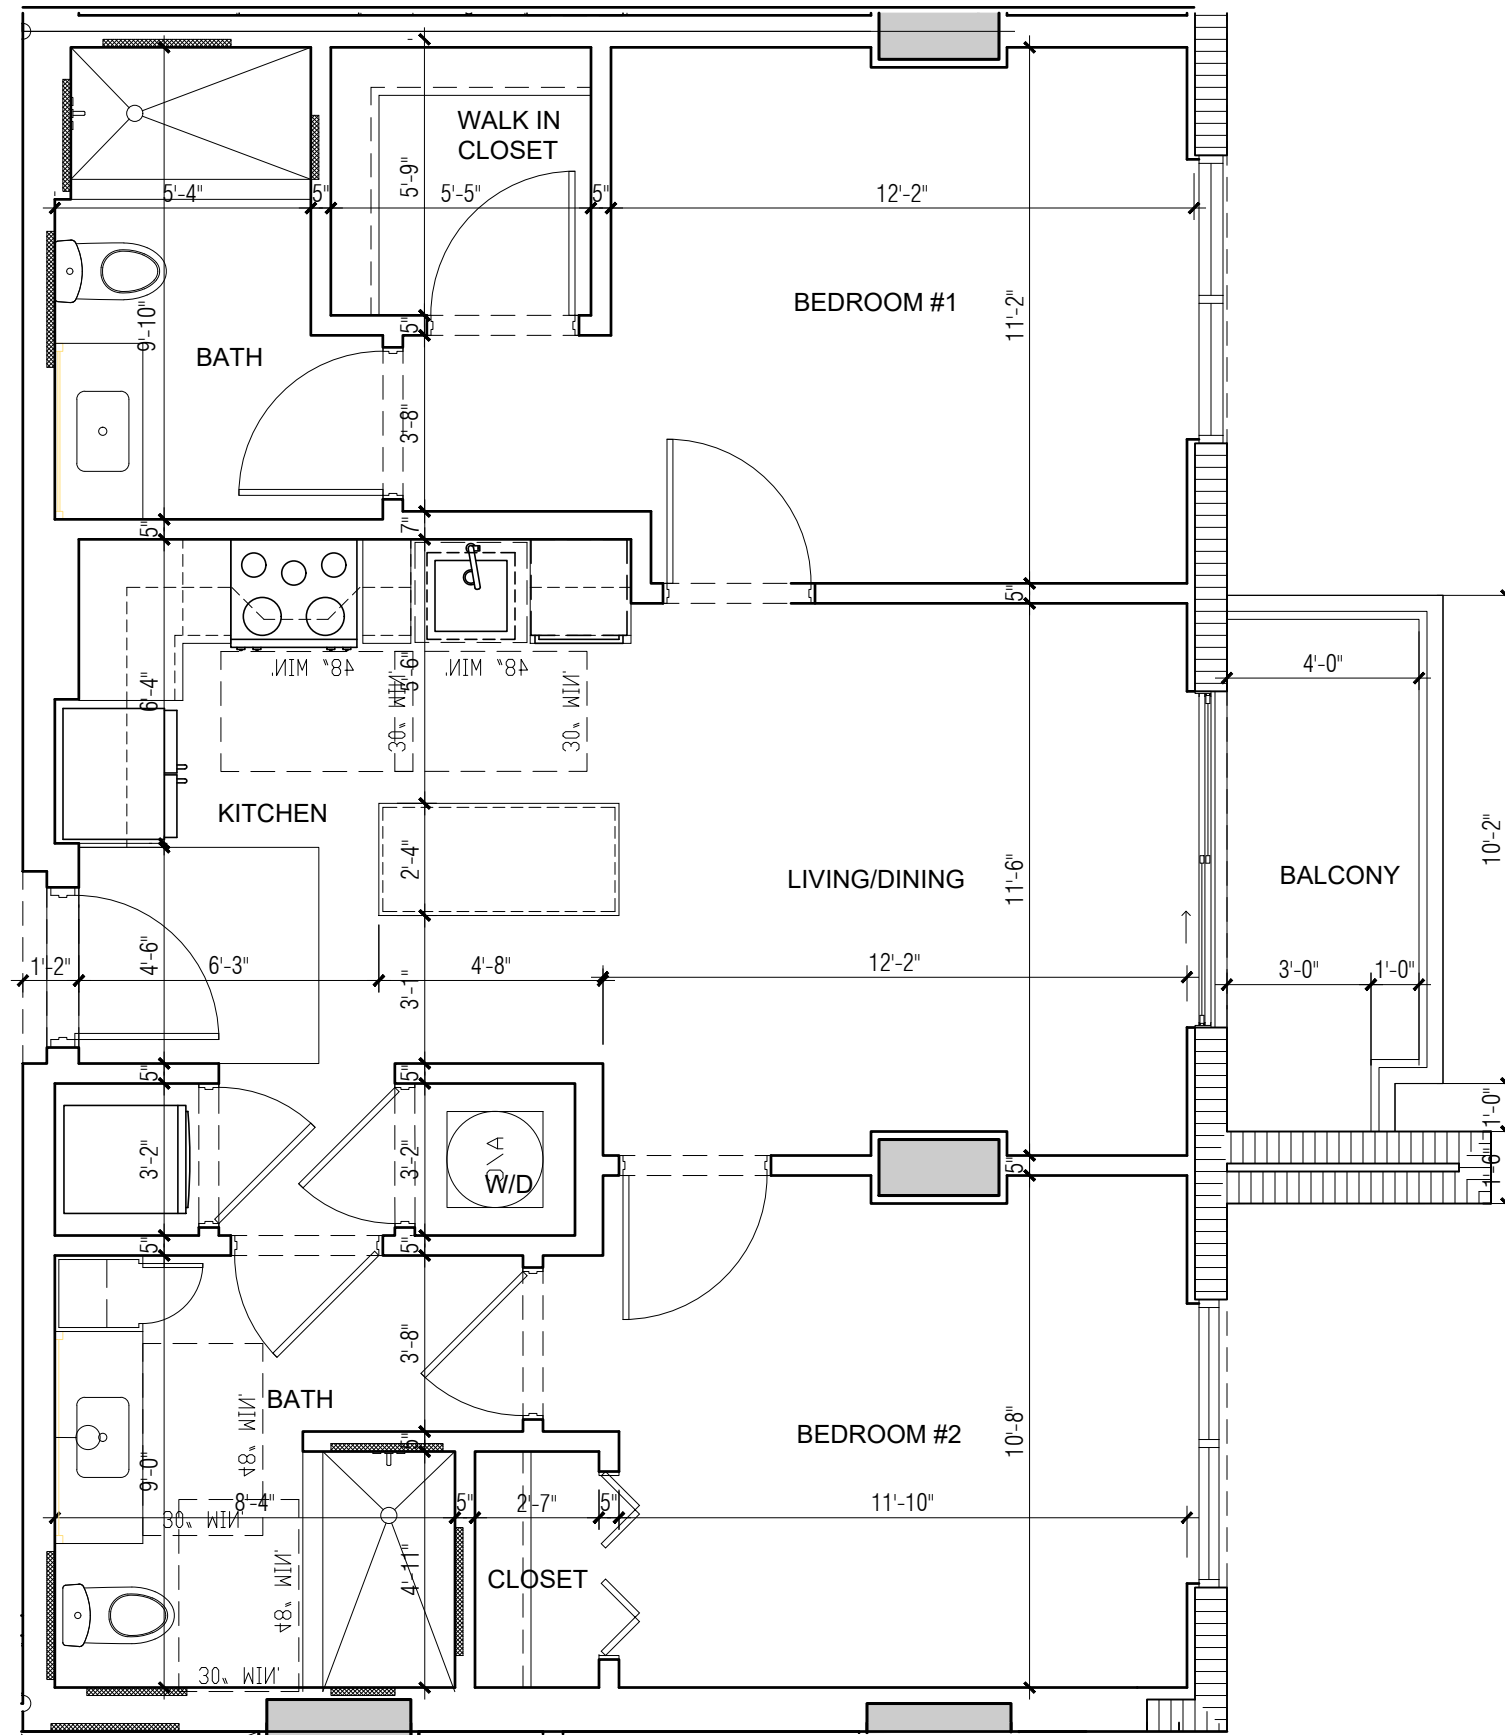 WALK IN
CLOSET
5'-9"
5'-4"
5"
5'-5"
5"
12'-2"
BEDROOM #1
11'-2"
9'-10"
5"
BATH
3'-8"
5"
7"
5"
48" MIN.
48" MIN.
5'-6"
30" MIN.
30" MIN.
6'-4"
4'-0"
KITCHEN
2'-4"
LIVING/DINING
11'-6"
BALCONY
10'-2"
1'-2"
6'-3"
4'-6"
4'-8"
3'-1"
12'-2"
3'-0"
1'-0"
5"
5"
1'-0"
3'-2"
3'-2"
W/D
5"
1'-6"
5"
5"
3'-8"
BATH
48" MIN.
BEDROOM #2
10'-8"
5"
9'-0"
8'-4"
5"
2'-7"
5"
11'-10"
30" MIN.
4'-11"
CLOSET
48" MIN.
30" MIN.